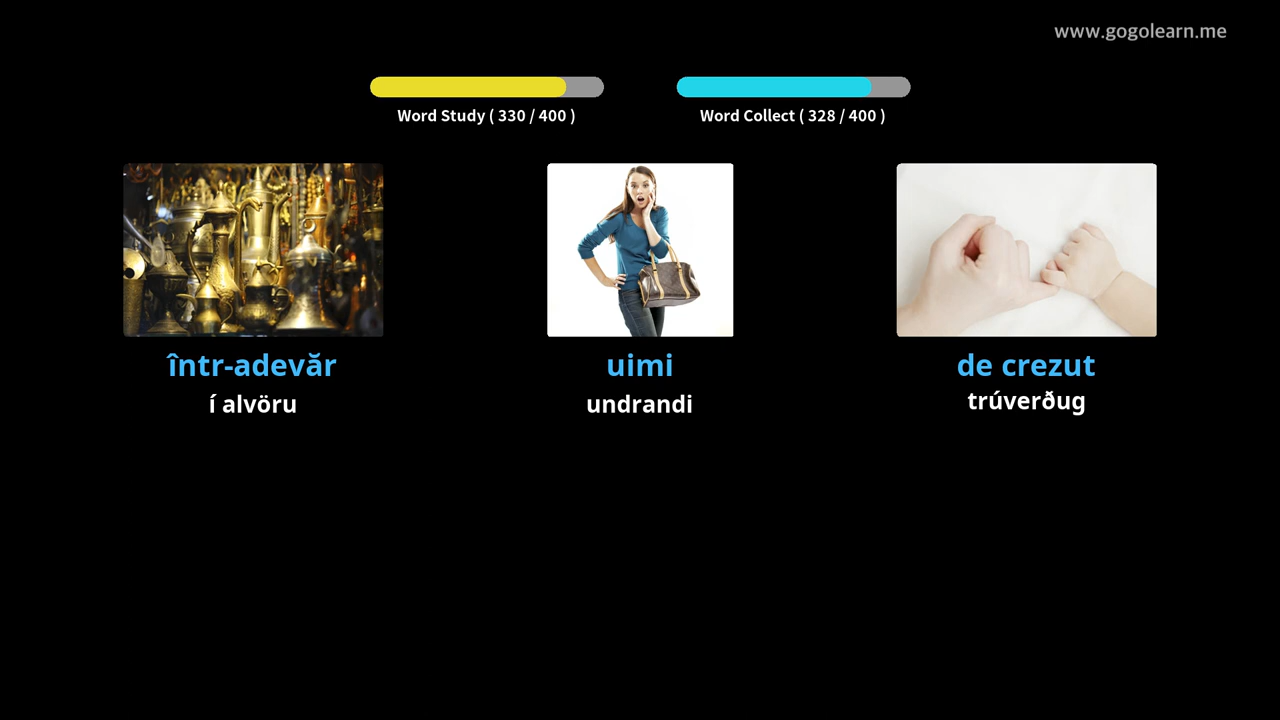 www.gogolearn.me
Word Study ( 330 / 400 )
Word Collect ( 328 / 400 )
într-adevăr
í alvöru
uimi
undrandi
de crezut
trúverðug